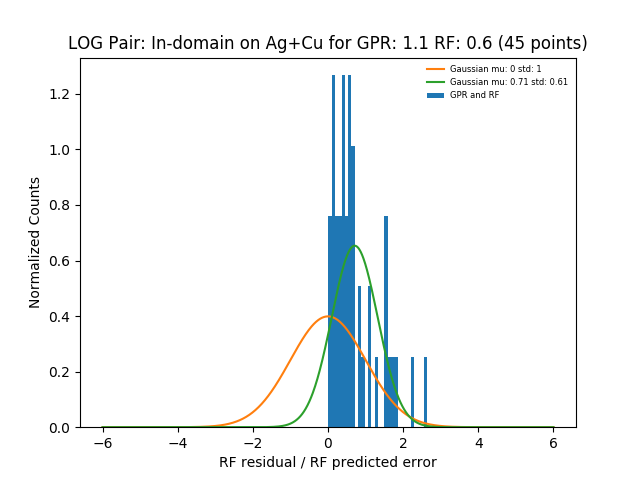 LOG Pair: In-domain on Ag+Cu for GPR: 1.1 RF: 0.6 (45 points)
Gaussian mu: 0 std: 1
Gaussian mu: 0.71 std: 0.61
GPR and RF
Normalized Counts
1.2
1.0
0.8
0.6
0.4
0.2
0.0
−6 −4 −2 0 2 4 6
RF residual / RF predicted error